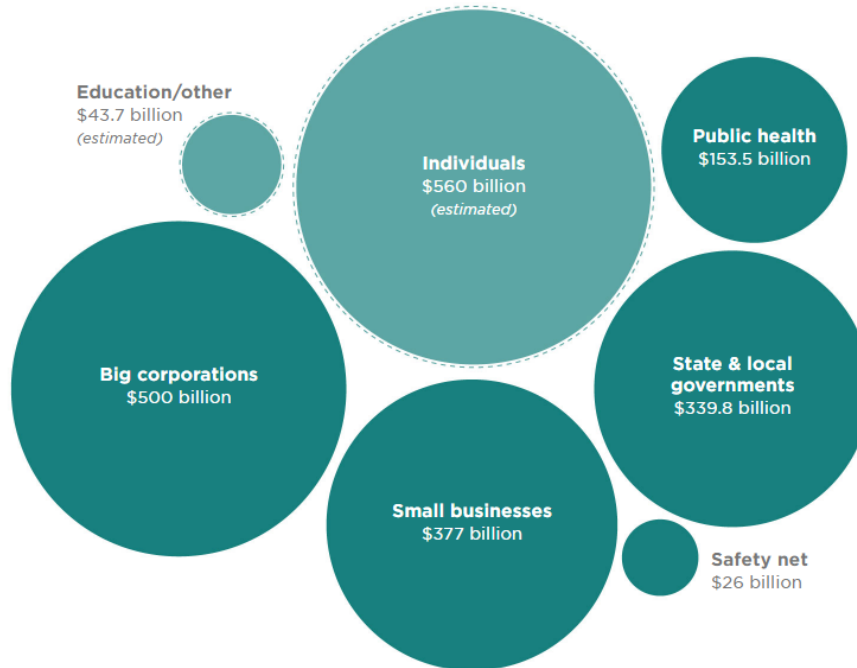 Education/other
$43.7 billion
(estimated)
Individuals
$560 billion
(estimated)
Public health
$153.5 billion
Big corporations
$500 billion
State & local
governments
$339.8 billion
Small businesses
$377 billion
Safety net
$26 billion